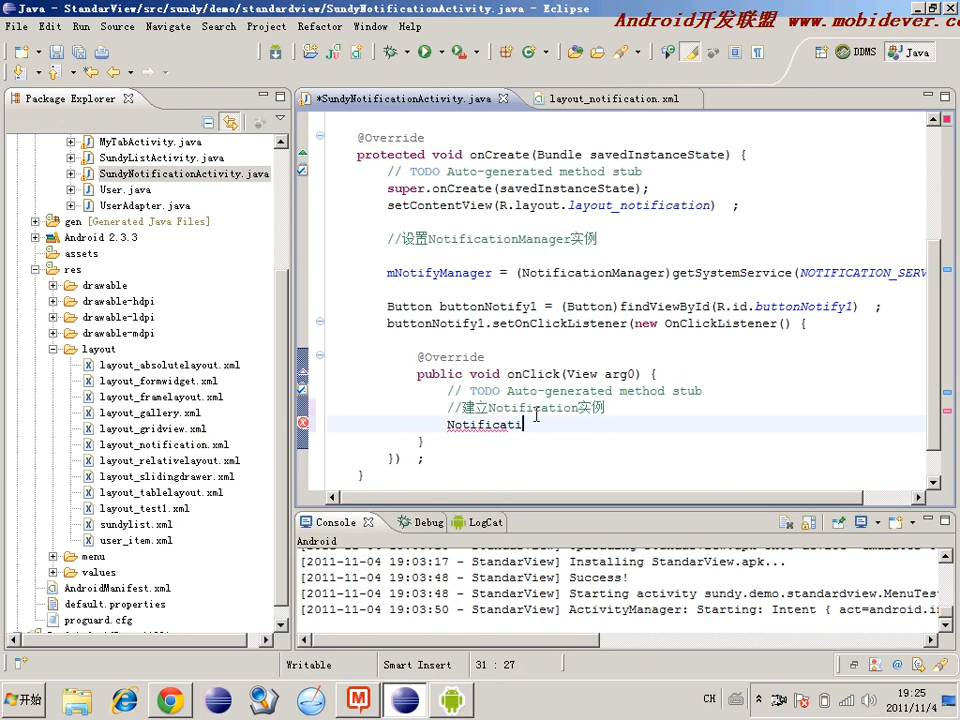 Java - StandarView/src/sundy/demo/standardview/SundyNotificationActivity.java - Eclipse
Android开发联盟 www.mobidever.com
File Edit Run Source Navigate Search Project Refactor Window Help
DDMS Java
Package Explorer
*SundyNotificationActivity.java layout_notification.xml
MyTabActivity.java
SundyListActivity.java
SundyNotificationActivity.java
User.java
UserAdapter.java
gen [Generated Java Files]
Android 2.3.3
assets
res
drawable
drawable-hdpi
drawable-ldpi
drawable-mdpi
layout
layout_absolutelayout.xml
layout_formwidget.xml
layout_framelayout.xml
layout_gallery.xml
layout_gridview.xml
layout_notification.xml
layout_relativelayout.xml
layout_slidingdrawer.xml
layout_tablelayout.xml
layout_test1.xml
sundylist.xml
user_item.xml
menu
values
AndroidManifest.xml
default.properties
proguard.cfg
@Override
protected void onCreate(Bundle savedInstanceState) {
// TODO Auto-generated method stub
super.onCreate(savedInstanceState);
setContentView(R.layout.layout_notification) ;
//设置NotificationManager实例
mNotifyManager = (NotificationManager)getSystemService(NOTIFICATION_SERV
Button buttonNotify1 = (Button)findViewById(R.id.buttonNotify1) ;
buttonNotify1.setOnClickListener(new OnClickListener() {
@Override
public void onClick(View arg0) {
// TODO Auto-generated method stub
//建立Notification实例
Notificati
}
}) ;
}
Console Debug LogCat
Android
[2011-11-04 19:03:17 - StandarView] Installing StandarView.apk...
[2011-11-04 19:03:48 - StandarView] Success!
[2011-11-04 19:03:48 - StandarView] Starting activity sundy.demo.standardview.MenuTest
[2011-11-04 19:03:50 - StandarView] ActivityManager: Starting: Intent { act=android.in
Writable Smart Insert 31 : 27
开始
CH
19:25
2011/11/4